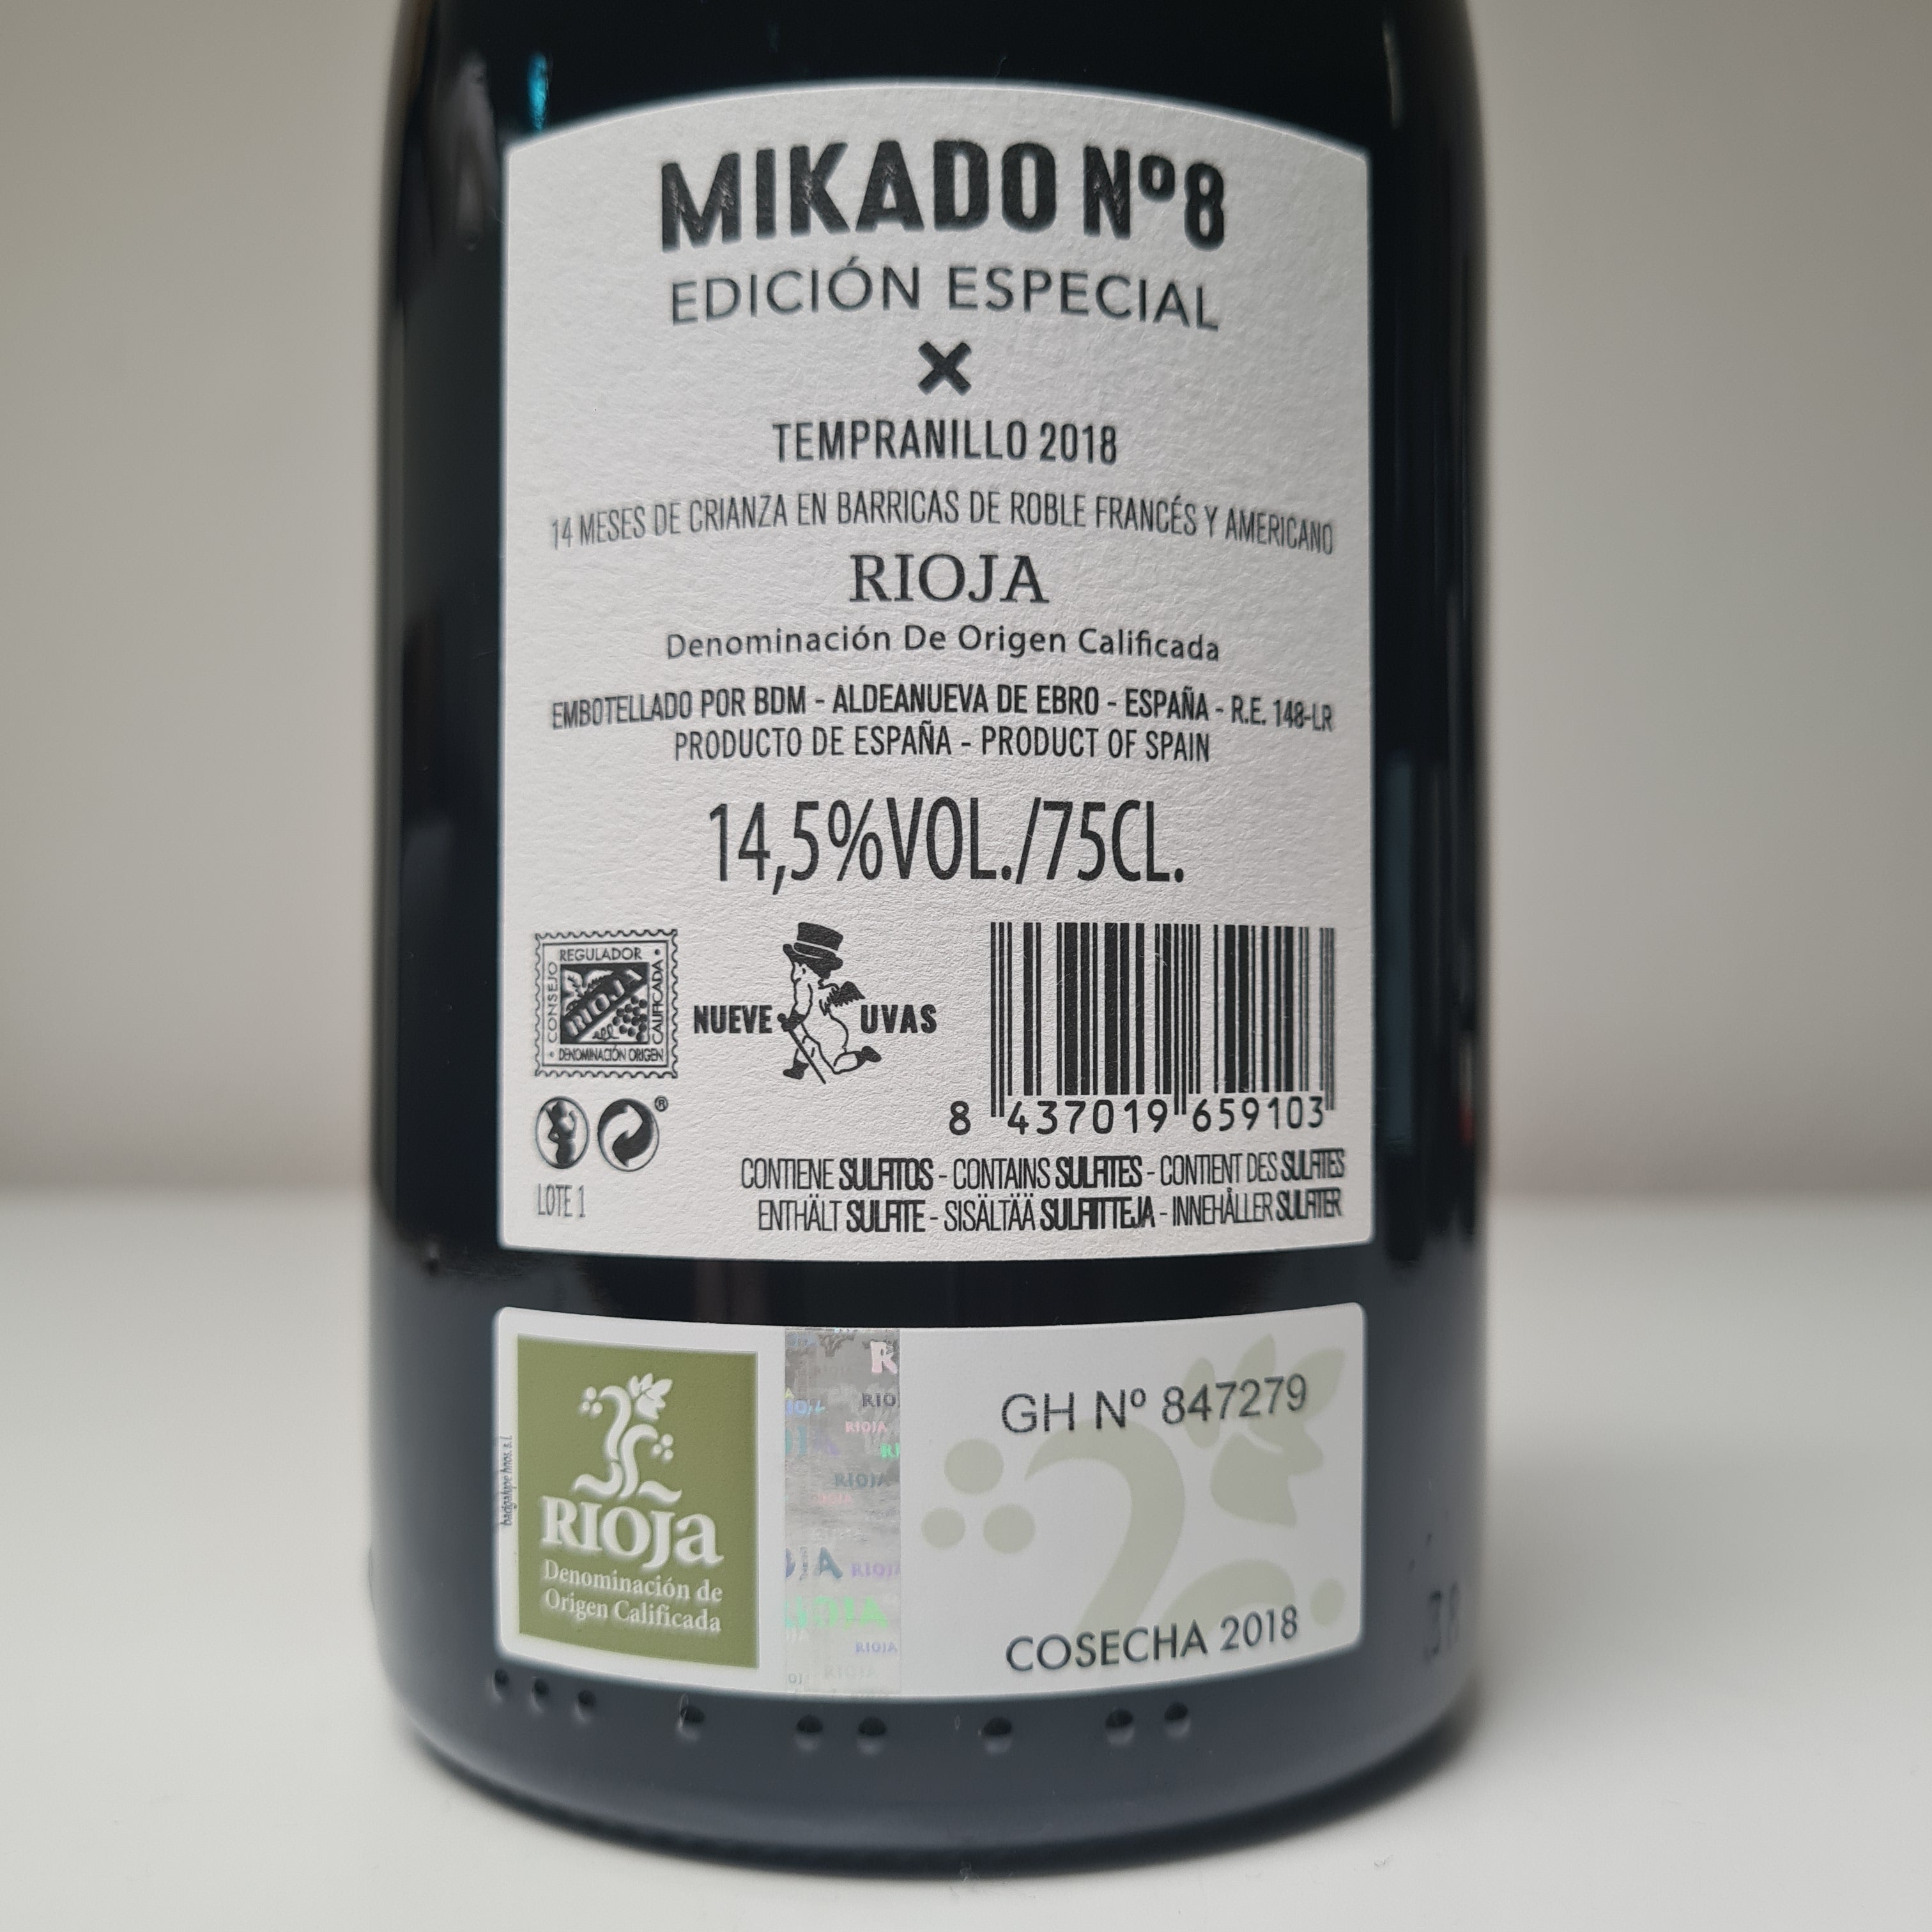 MIKADO Nº8
EDICIÓN ESPECIAL
TEMPRANILLO 2018
14 MESES DE CRIANZA EN BARRICAS DE ROBLE FRANCÉS Y AMERICANO
RIOJA
Denominación De Origen Calificada
EMBOTELLADO POR BDM - ALDEANUEVA DE EBRO - ESPAÑA - R.E. 148-LR
PRODUCTO DE ESPAÑA - PRODUCT OF SPAIN
14,5%VOL./75CL.
CONSEJO REGULADOR
RIOJA
DENOMINACIÓN ORIGEN CALIFICADA
NUEVE UVAS
8 437019 659103
®
LOTE 1
CONTIENE SULFITOS - CONTAINS SULFITES - CONTIENT DES SULFITES
ENTHÄLT SULFITE - SISÄLTÄÄ SULFIITTEJA - INNEHÅLLER SULFITER
RIOJa
Denominación de
Origen Calificada
RIOJA
RIOJA
RIOJA
GH Nº 847279
COSECHA 2018
38